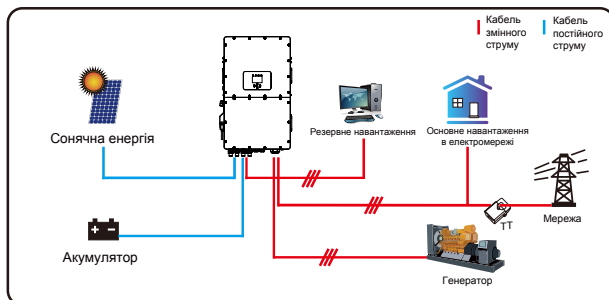 Кабель
змінного
струму
Кабель
постійного
струму
Сонячна енергія
Резервне навантаження
Основне навантаження
в електромережі
ТТ
Мережа
Акумулятор
Генератор